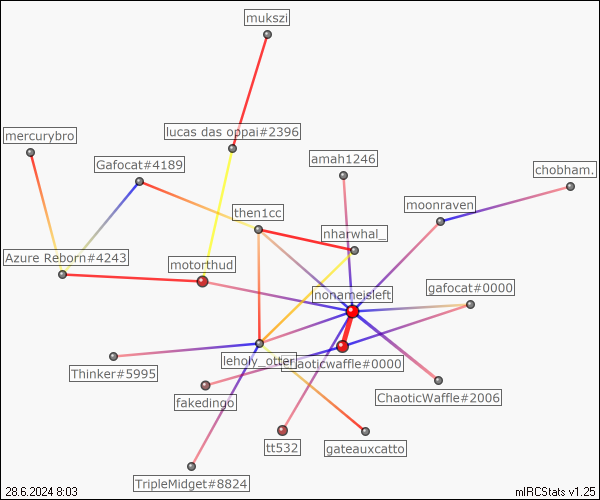 mukszi
lucas das oppai#2396
mercurybro
Gafocat#4189
amah1246
chobham.
moonraven
then1cc
nharwhal_
Azure Reborn#4243
motorthud
nonameisleft
gafocat#0000
leholy_otter
haoticwaffle#0000
Thinker#5995
fakedingo
ChaoticWaffle#2006
tt532
gateauxcatto
TripleMidget#8824
28.6.2024 8:03
mIRCStats v1.25